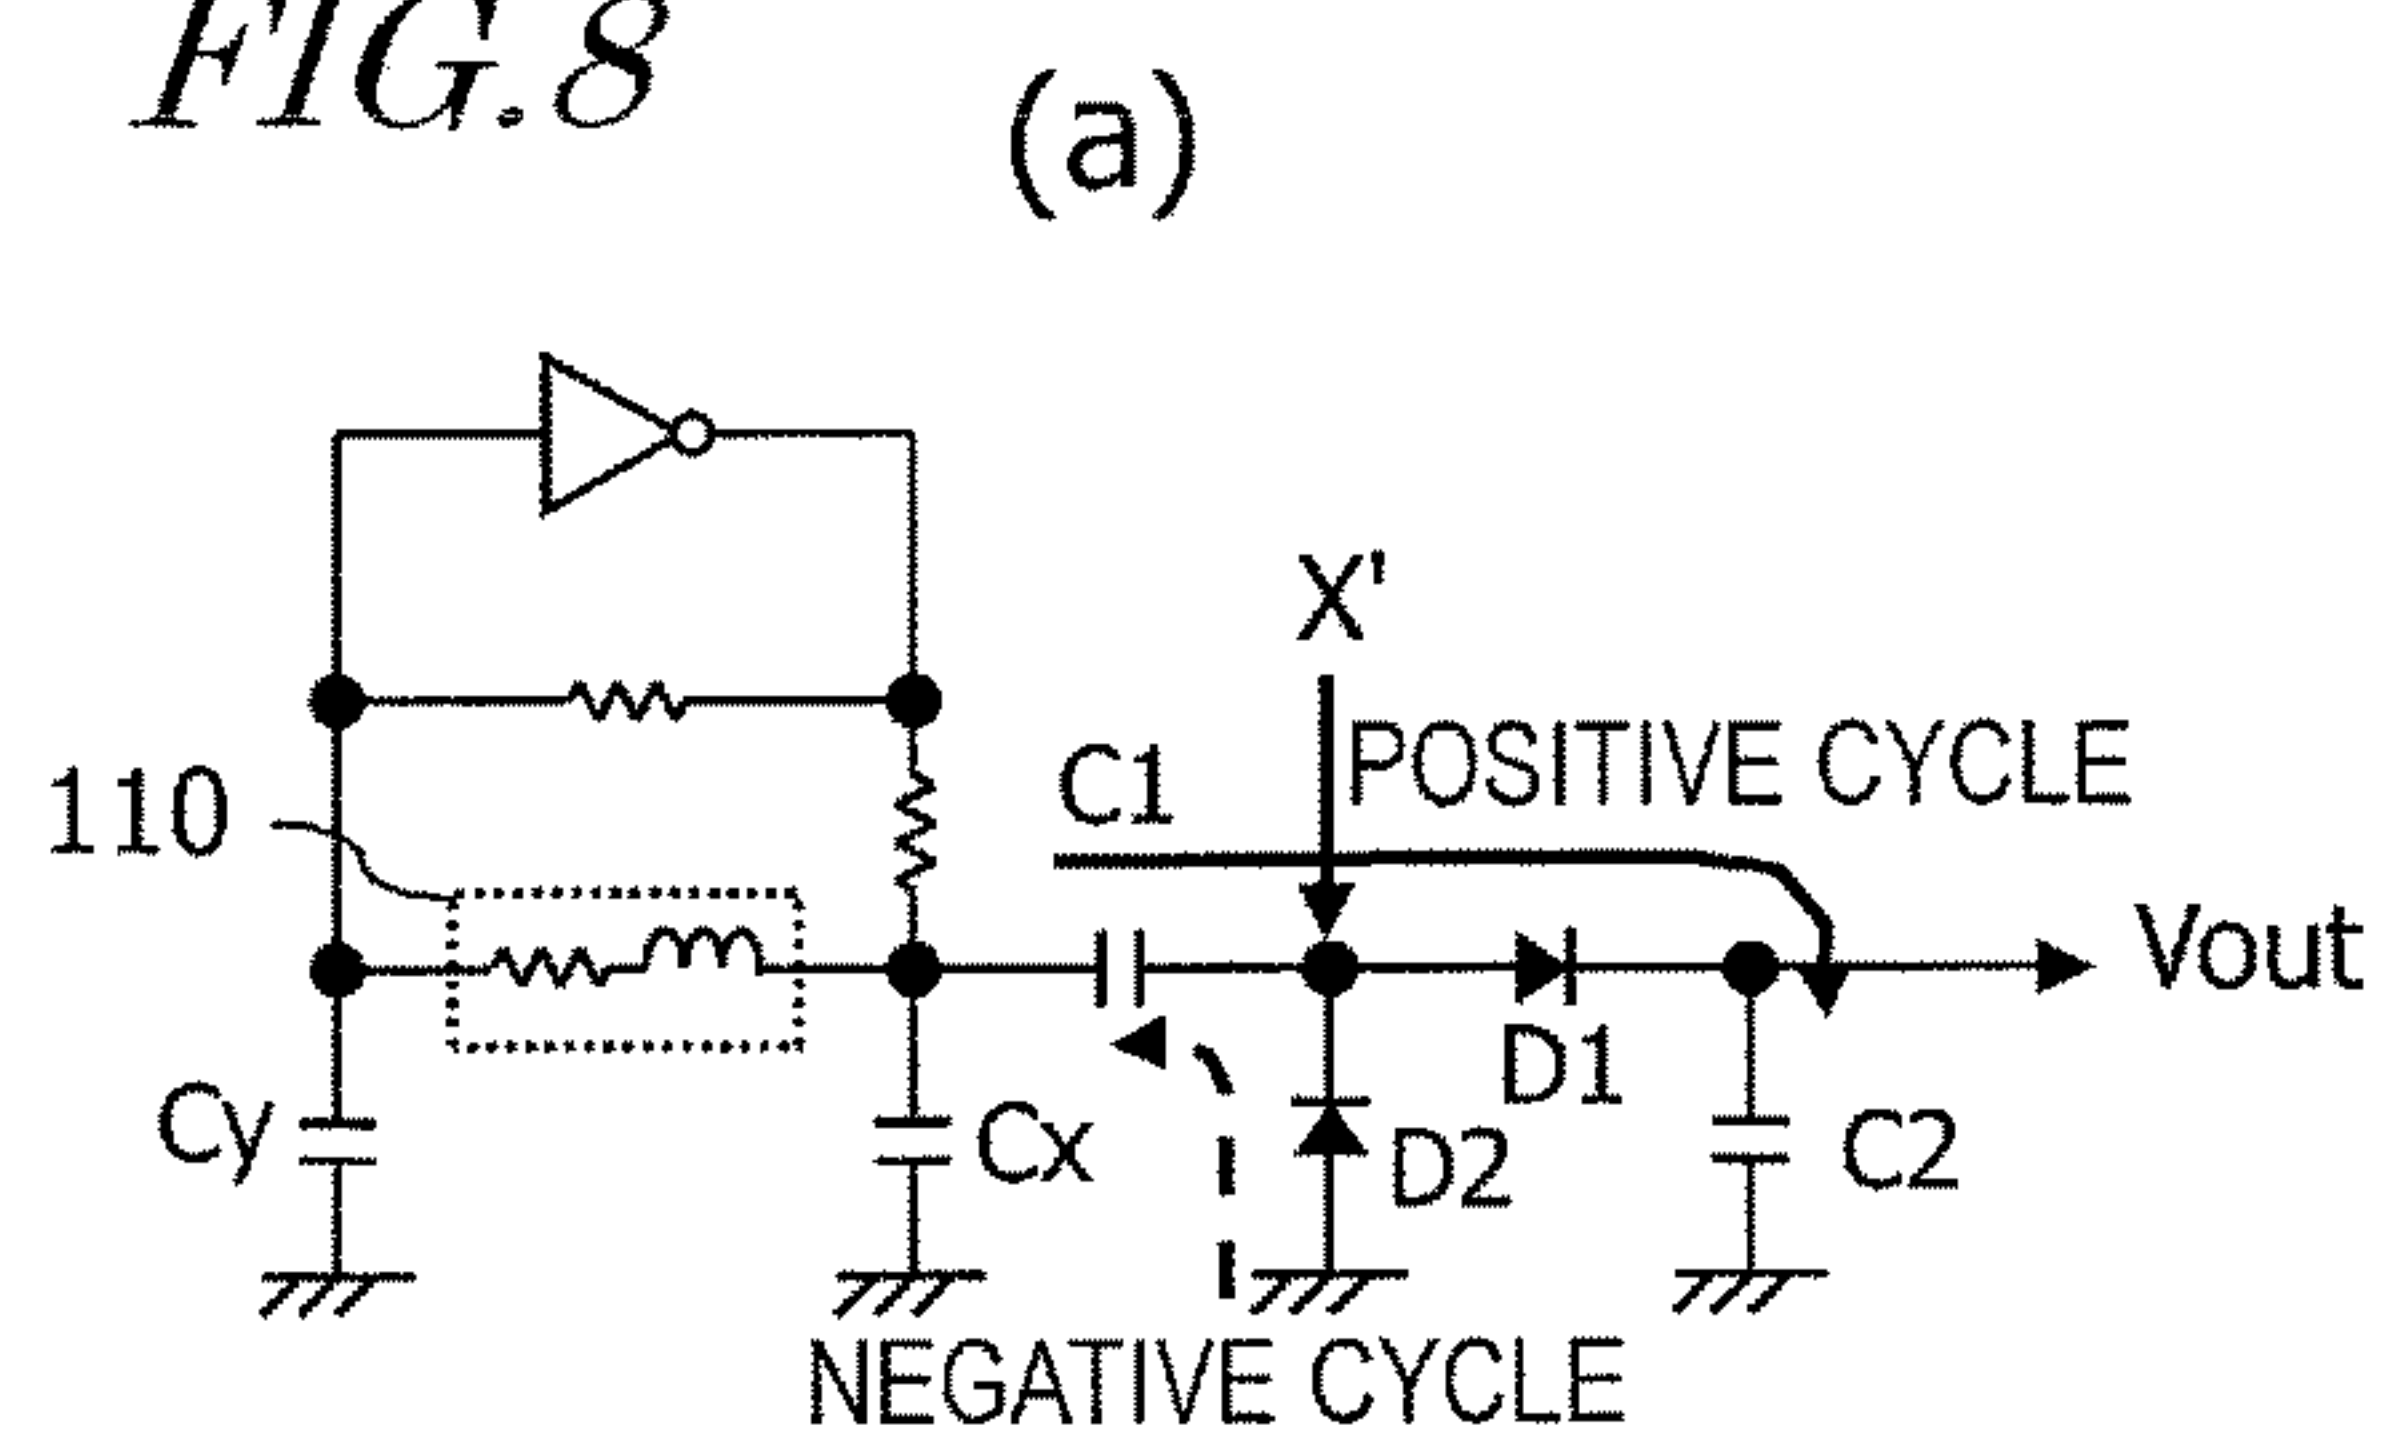 FIG.8
(a)
X'
POSITIVE CYCLE
C1
110
Vout
D1
Cy
Cx
D2
C2
NEGATIVE CYCLE